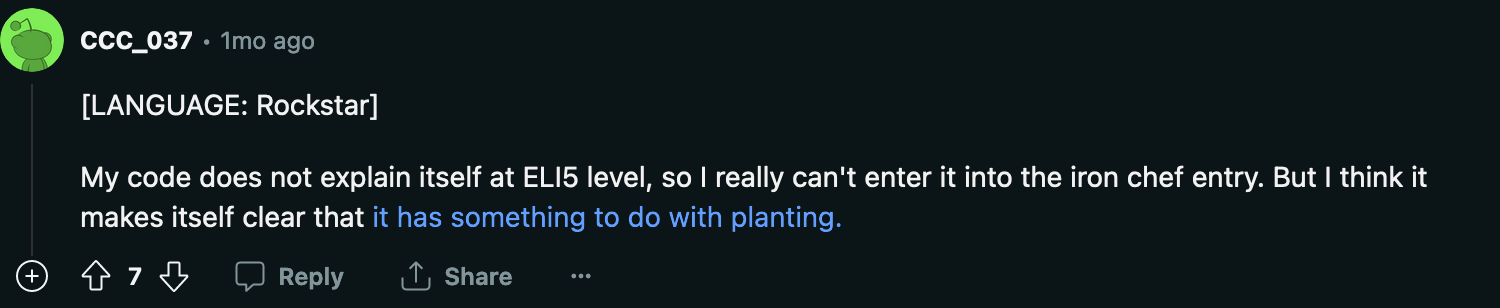 CCC_037 • 1mo ago
[LANGUAGE: Rockstar]
My code does not explain itself at ELI5 level, so I really can't enter it into the iron chef entry. But I think it
makes itself clear that it has something to do with planting.
7 Reply Share ...